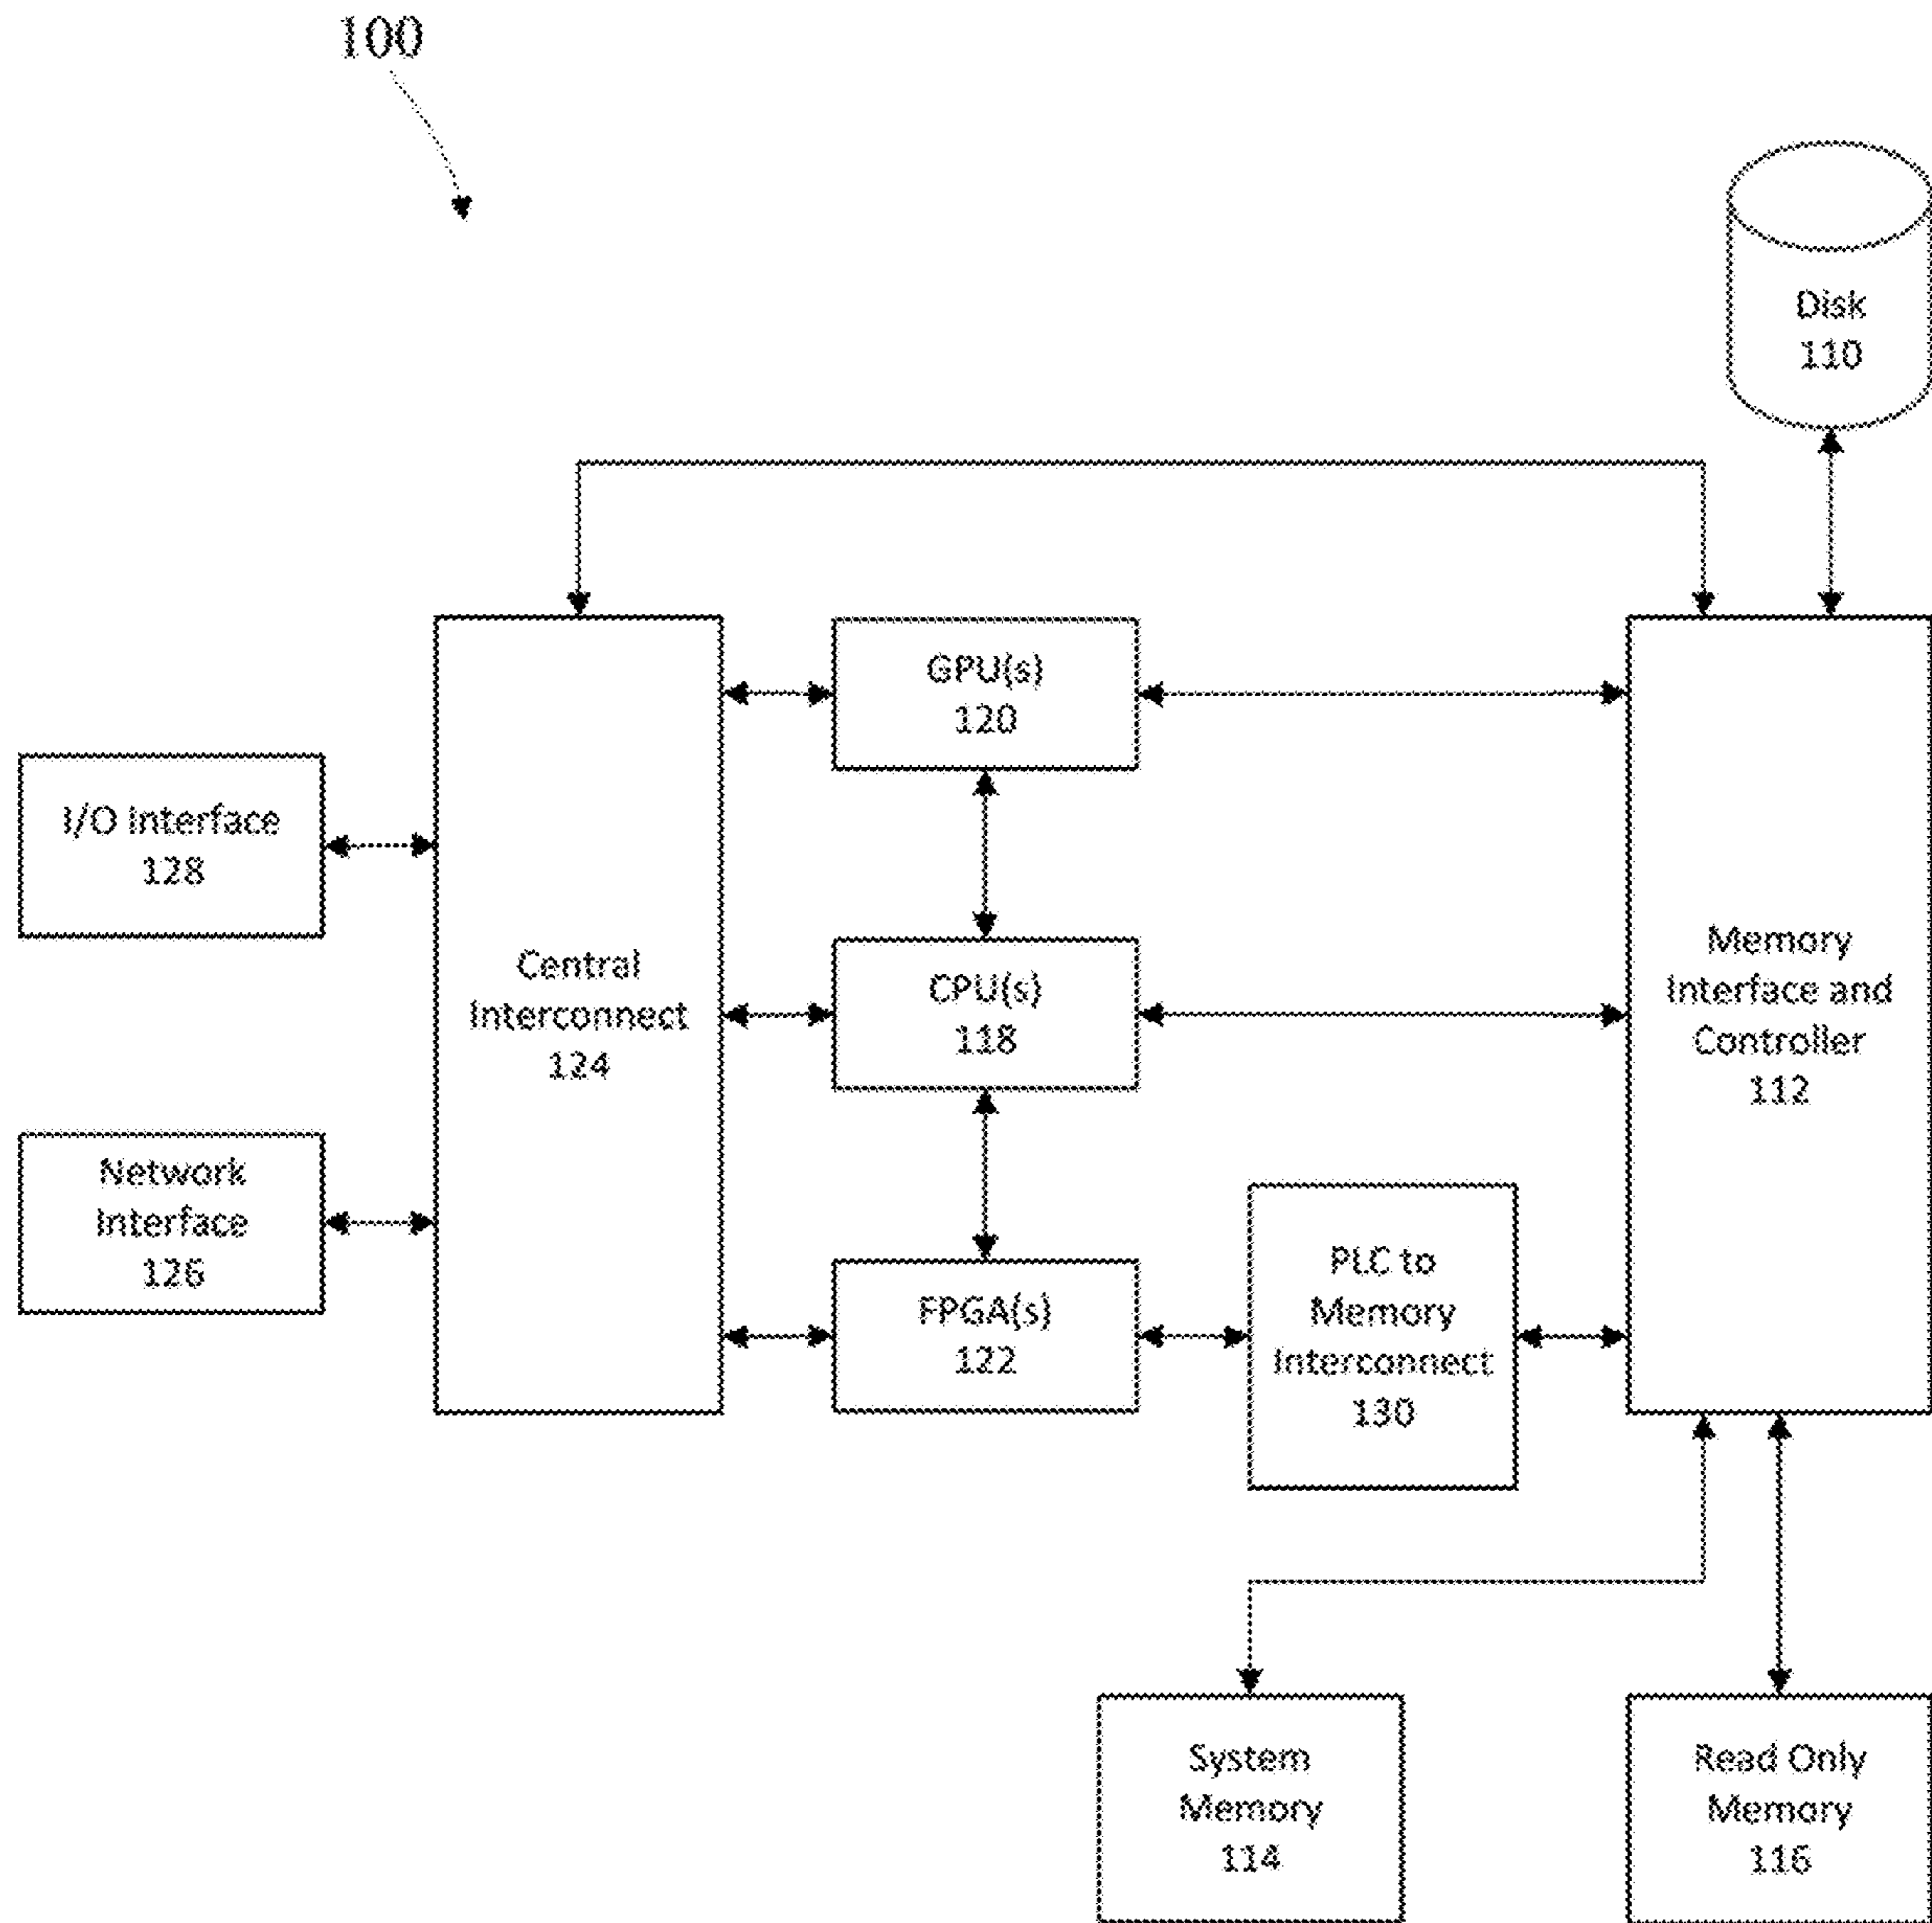 100
Disk
110
GPU(s)
120
I/O Interface
128
Central
Interconnect
124
CPU(s)
118
Memory
Interface and
Controller
112
Network
Interface
126
FPGA(s)
122
PLC to
Memory
Interconnect
130
System
Memory
114
Read Only
Memory
116